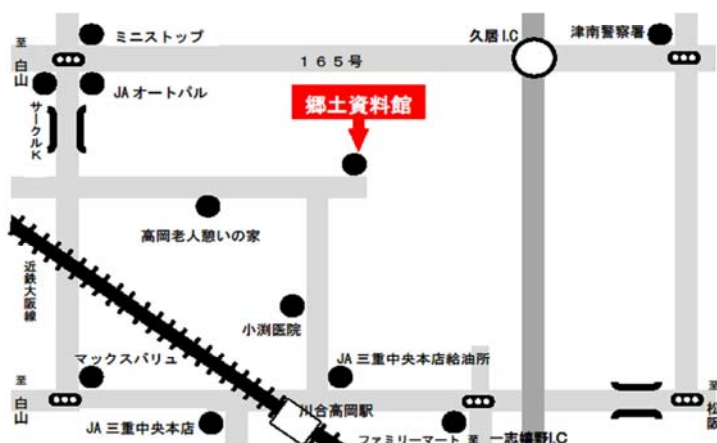 至白山
ミニストップ
久居I.C
津南警察署
165号
サークルK
JAオートパル
郷土資料館
高岡老人憩いの家
近鉄大阪線
小渕医院
マックスバリュ
JA三重中央本店給油所
至白山
至松阪
川合高岡駅
JA三重中央本店
ファミリーマート
至 一志嬉野I.C